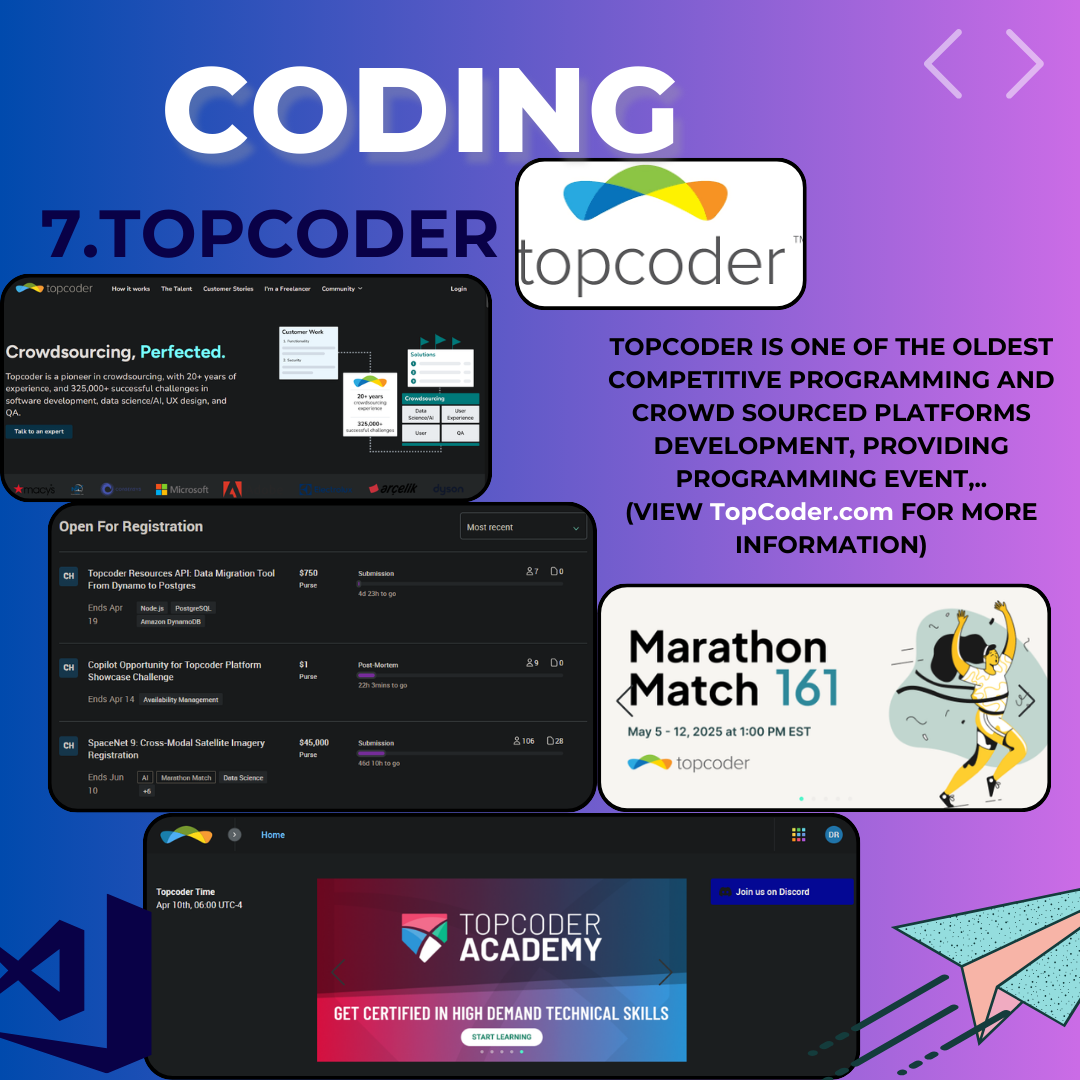 CODING
7.TOPCODER
topcoder™
topcoder
How it works The Talent Customer Stories I'm a Freelancer Community Login
Crowdsourcing, Perfected.
Topcoder is a pioneer in crowdsourcing, with 20+ years of
experience, and 325,000+ successful challenges in
software development, data science/AI, UX design, and
QA.
Talk to an expert
Customer Work
1. Functionality
2. Security
20+ years
crowdsourcing
experience
325,000+
successful challenges
Solutions
Crowdsourcing
Data
Science/AI
User
Experience
User
QA
macys
Microsoft
arçelik
dyson
TOPCODER IS ONE OF THE OLDEST
COMPETITIVE PROGRAMMING AND
CROWD SOURCED PLATFORMS
DEVELOPMENT, PROVIDING
PROGRAMMING EVENT,..
(VIEW TopCoder.com FOR MORE
INFORMATION)
Open For Registration
Most recent
CH
Topcoder Resources API: Data Migration Tool
From Dynamo to Postgres
Ends Apr
19
Node.js PostgreSQL
Amazon DynamoDB
$750
Purse
Submission
4d 23h to go
7 0
CH
Copilot Opportunity for Topcoder Platform
Showcase Challenge
Ends Apr 14 Availability Management
$1
Purse
Post-Mortem
22h 3mins to go
9 0
CH
SpaceNet 9: Cross-Modal Satellite Imagery
Registration
Ends Jun
10
AI Marathon Match Data Science
+6
$45,000
Purse
Submission
46d 10h to go
106 28
Marathon
Match 161
May 5 - 12, 2025 at 1:00 PM EST
topcoder
Home
DR
Topcoder Time
Apr 10th, 06:00 UTC-4
TOPCODER
ACADEMY
GET CERTIFIED IN HIGH DEMAND TECHNICAL SKILLS
START LEARNING
Join us on Discord